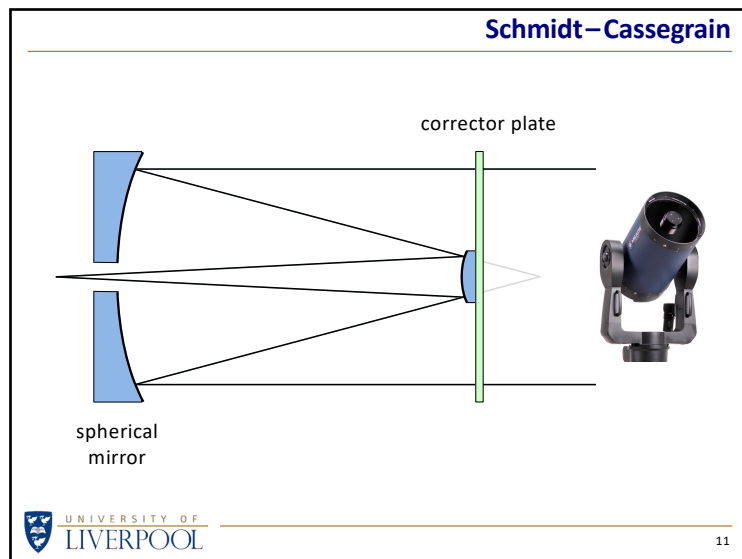 Schmidt–Cassegrain
corrector plate
spherical
mirror
UNIVERSITY OF
LIVERPOOL
11